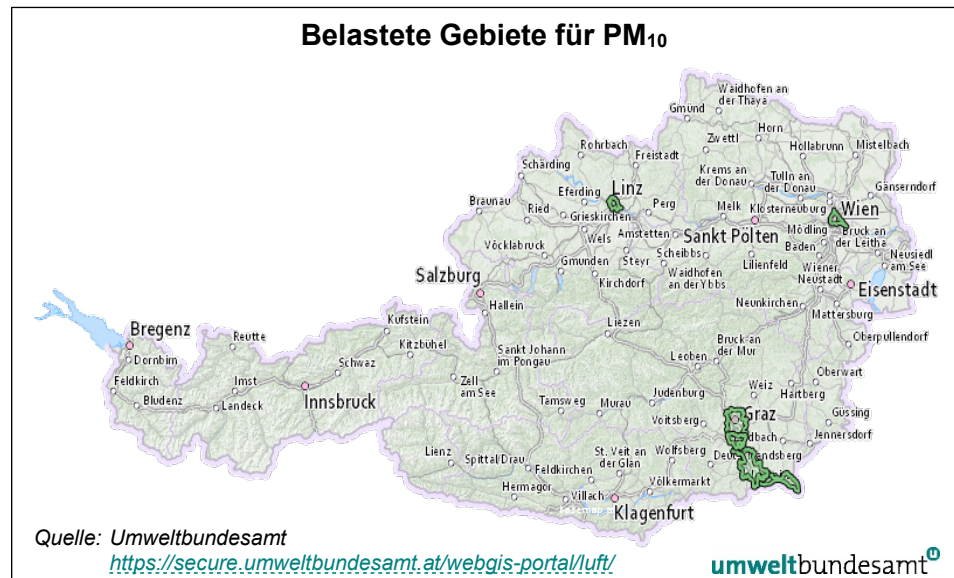 Belastete Gebiete für PM₁₀
Waidhofen an
der Thaya
Gmünd
Zwettl
Horn
Hollabrunn
Mistelbach
Rohrbach
Freistadt
Schärding
Krems an
der Donau
Tulln an
der Donau
Gänserndorf
Linz
Eferding
Braunau
Ried
Grieskirchen
Perg
Melk
Klosterneuburg
Wien
Wels
Amstetten
Sankt Pölten
Mödling
Bruck an
der Leitha
Vöcklabruck
Steyr
Scheibbs
Baden
Neusiedl
am See
Gmunden
Waidhofen
an der Ybbs
Lilienfeld
Wiener
Neustadt
Salzburg
Kirchdorf
Eisenstadt
Hallein
Neunkirchen
Mattersburg
Kufstein
Bregenz
Reutte
Liezen
Oberpullendorf
Dornbirn
Kitzbühel
Sankt Johann
im Pongau
Bruck an
der Mur
Schwaz
Leoben
Feldkirch
Imst
Zell
am See
Oberwart
Bludenz
Landeck
Innsbruck
Tamsweg
Murau
Judenburg
Weiz
Hartberg
Voitsberg
Graz
Güssing
Jennersdorf
Lienz
Spittal/Drau
Feldkirchen
St. Veit an
der Glan
Wolfsberg
Hermagor
Villach
Völkermarkt
Klagenfurt
Quelle: Umweltbundesamt
https://secure.umweltbundesamt.at/webgis-portal/luft/
umweltbundesamt